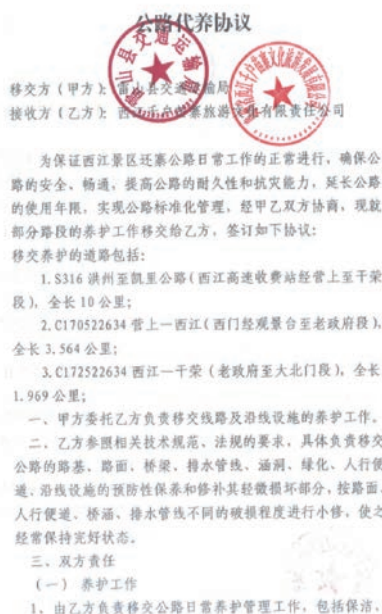 公路代养协议
移交方（甲方）：雷山县交通运输局
接收方（乙方）：西江千户苗寨旅游文化有限责任公司
为保证西江景区还寨公路日常工作的正常进行，确保公
路的安全、畅通，提高公路的耐久性和抗灾能力，延长公路
的使用年限，实现公路标准化管理，经甲乙双方协商，现就
部分路段的养护工作移交给乙方，签订如下协议：
移交养护的道路包括：
1.S316 洪州至凯里公路（西江高速收费站经营上至干荣
段），全长 10 公里；
2.C170522634 营上—西江（西门经观景台至老政府段），
全长 3.564 公里；
3.C172522634 西江—干荣（老政府至大北门段），全长
1.969 公里；
一、甲方委托乙方负责移交线路及沿线设施的养护工作。
二、乙方参照相关技术规范、法规的要求，具体负责移交
公路的路基、路面、桥梁、排水管线、涵洞、绿化、人行便
道、沿线设施的预防性保养和修补其轻微损坏部分，按路面、
人行便道、桥涵、排水管线不同的破损程度进行小修，使之
经常保持完好状态。
三、双方责任
（一） 养护工作
1、由乙方负责移交公路日常养护管理工作，包括保洁、
雷山县交通运输局